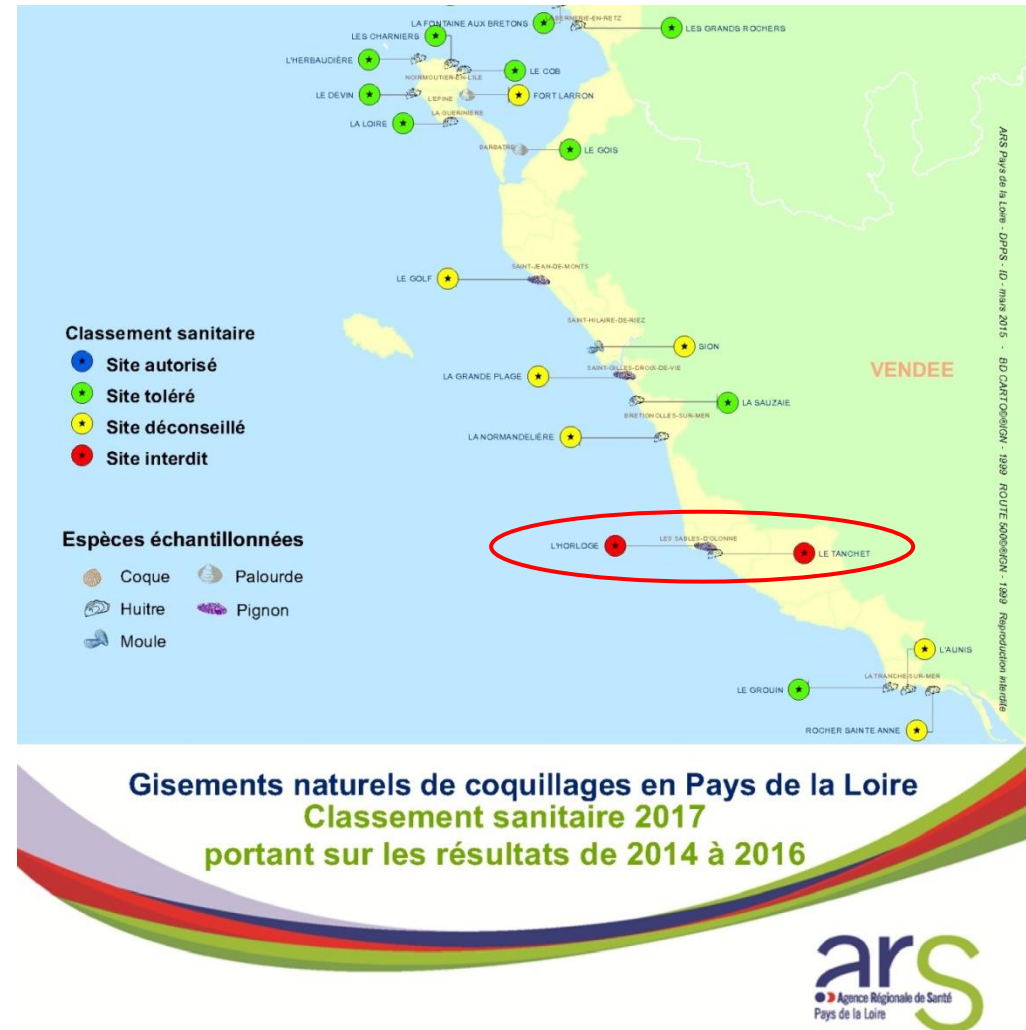 LA FONTAINE AUX BRETONS
LA BERNERIE-EN-RETZ
LES GRANDS ROCHERS
LES CHARNIERS
L'HERBAUDIÈRE
LE COB
NOIRMOUTIER-EN-L'ILE
LE DEVIN
L'EPINE
FORT LARRON
LA GUERINIERE
LA LOIRE
BARBATRE
LE GOIS
SAINT-JEAN-DE-MONTS
LE GOLF
SAINT-HILAIRE-DE-RIEZ
SION
SAINT-GILLES-CROIX-DE-VIE
LA GRANDE PLAGE
VENDEE
LA SAUZAIE
BRETIGNOLLES-SUR-MER
LA NORMANDELIÈRE
LES SABLES-D'OLONNE
L'HORLOGE
LE TANCHET
L'AUNIS
LA TRANCHE-SUR-MER
LE GROUIN
ROCHER SAINTE ANNE
Classement sanitaire
Site autorisé
Site toléré
Site déconseillé
Site interdit
Espèces échantillonnées
Coque
Palourde
Huitre
Pignon
Moule
ARS Pays de la Loire - DPPS - ID - mars 2015 - BD CARTO©®IGN - 1999 ROUTE 500©®IGN - 1999 Reproduction interdite
Gisements naturels de coquillages en Pays de la Loire
Classement sanitaire 2017
portant sur les résultats de 2014 à 2016
ars
Agence Régionale de Santé
Pays de la Loire